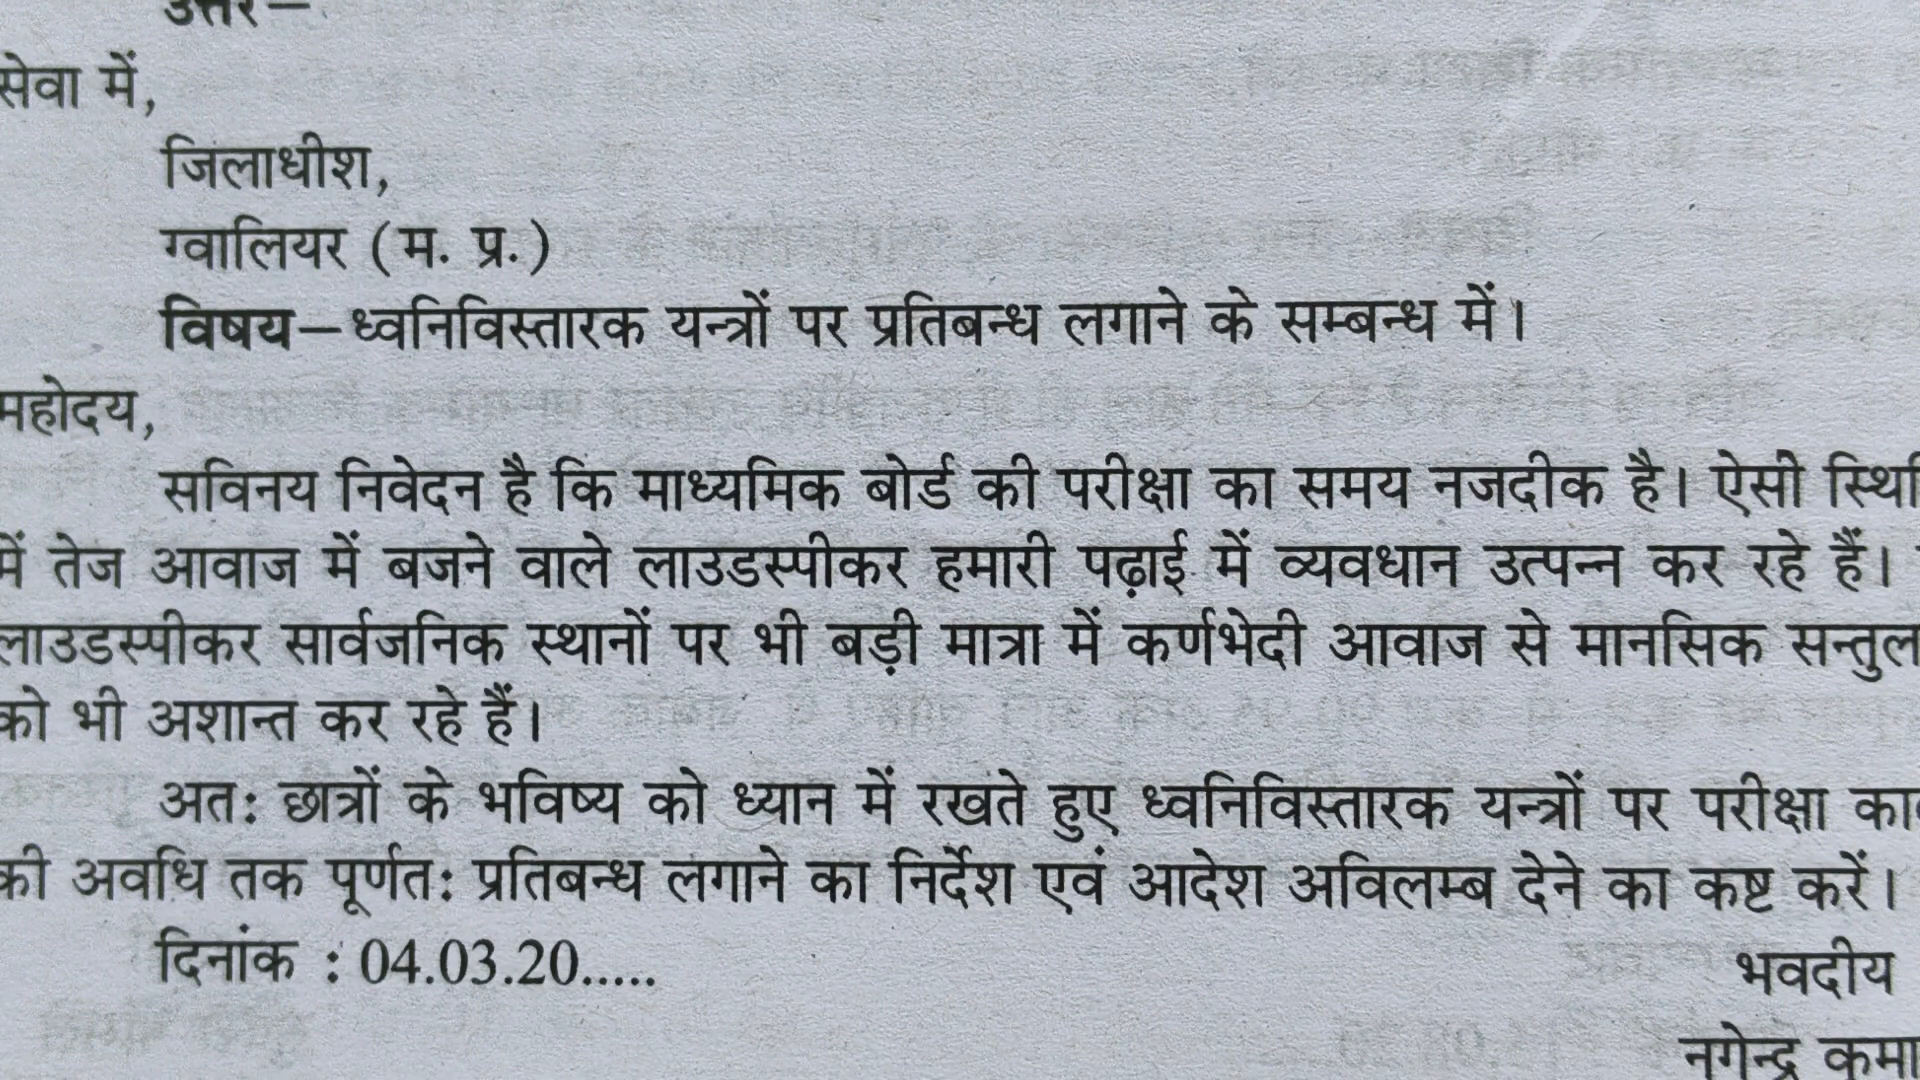 उत्तर—
सेवा में,
जिलाधीश,
ग्वालियर (म. प्र.)
विषय—ध्वनिविस्तारक यन्त्रों पर प्रतिबन्ध लगाने के सम्बन्ध में।
महोदय,
सविनय निवेदन है कि माध्यमिक बोर्ड की परीक्षा का समय नजदीक है। ऐसी
में तेज आवाज में बजने वाले लाउडस्पीकर हमारी पढ़ाई में व्यवधान उत्पन्न कर रहे हैं।
लाउडस्पीकर सार्वजनिक स्थानों पर भी बड़ी मात्रा में कर्णभेदी आवाज से मानसिक
को भी अशान्त कर रहे हैं।
अत: छात्रों के भविष्य को ध्यान में रखते हुए ध्वनिविस्तारक यन्त्रों पर परीक्षा
की अवधि तक पूर्णत: प्रतिबन्ध लगाने का निर्देश एवं आदेश अविलम्ब देने का कष्ट करें।
दिनांक : 04.03.20..... भवदीय
नगेन्द्र